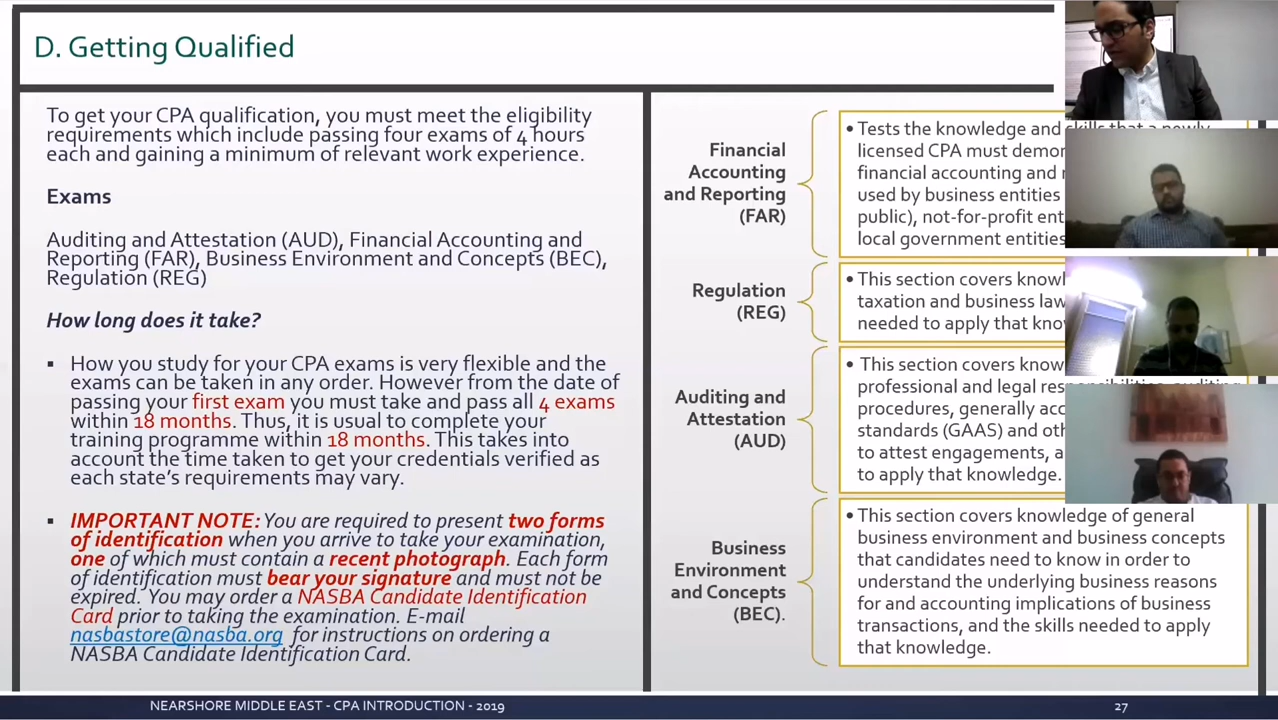 D. Getting Qualified
To get your CPA qualification, you must meet the eligibility
requirements which include passing four exams of 4 hours
each and gaining a minimum of relevant work experience.
Exams
Auditing and Attestation (AUD), Financial Accounting and
Reporting (FAR), Business Environment and Concepts (BEC),
Regulation (REG)
How long does it take?
▪ How you study for your CPA exams is very flexible and the
exams can be taken in any order. However from the date of
passing your first exam you must take and pass all 4 exams
within 18 months. Thus, it is usual to complete your
training programme within 18 months. This takes into
account the time taken to get your credentials verified as
each state's requirements may vary.
▪ IMPORTANT NOTE: You are required to present two forms
of identification when you arrive to take your examination,
one of which must contain a recent photograph. Each form
of identification must bear your signature and must not be
expired. You may order a NASBA Candidate Identification
Card prior to taking the examination. E-mail
nasbastore@nasba.org for instructions on ordering a
NASBA Candidate Identification Card.
Financial
Accounting
and Reporting
(FAR)
• Tests the knowledge and skills that a newly
licensed CPA must
financial accounting and
used by business entities
public), not-for-profit
local government entities
Regulation
(REG)
• This section covers
taxation and business law
needed to apply that
Auditing and
Attestation
(AUD)
• This section covers
professional and legal responsibilities, auditing
procedures, generally
standards (GAAS) and
to attest engagements,
to apply that knowledge.
Business
Environment
and Concepts
(BEC).
• This section covers knowledge of general
business environment and business concepts
that candidates need to know in order to
understand the underlying business reasons
for and accounting implications of business
transactions, and the skills needed to apply
that knowledge.
NEARSHORE MIDDLE EAST - CPA INTRODUCTION - 2019
27